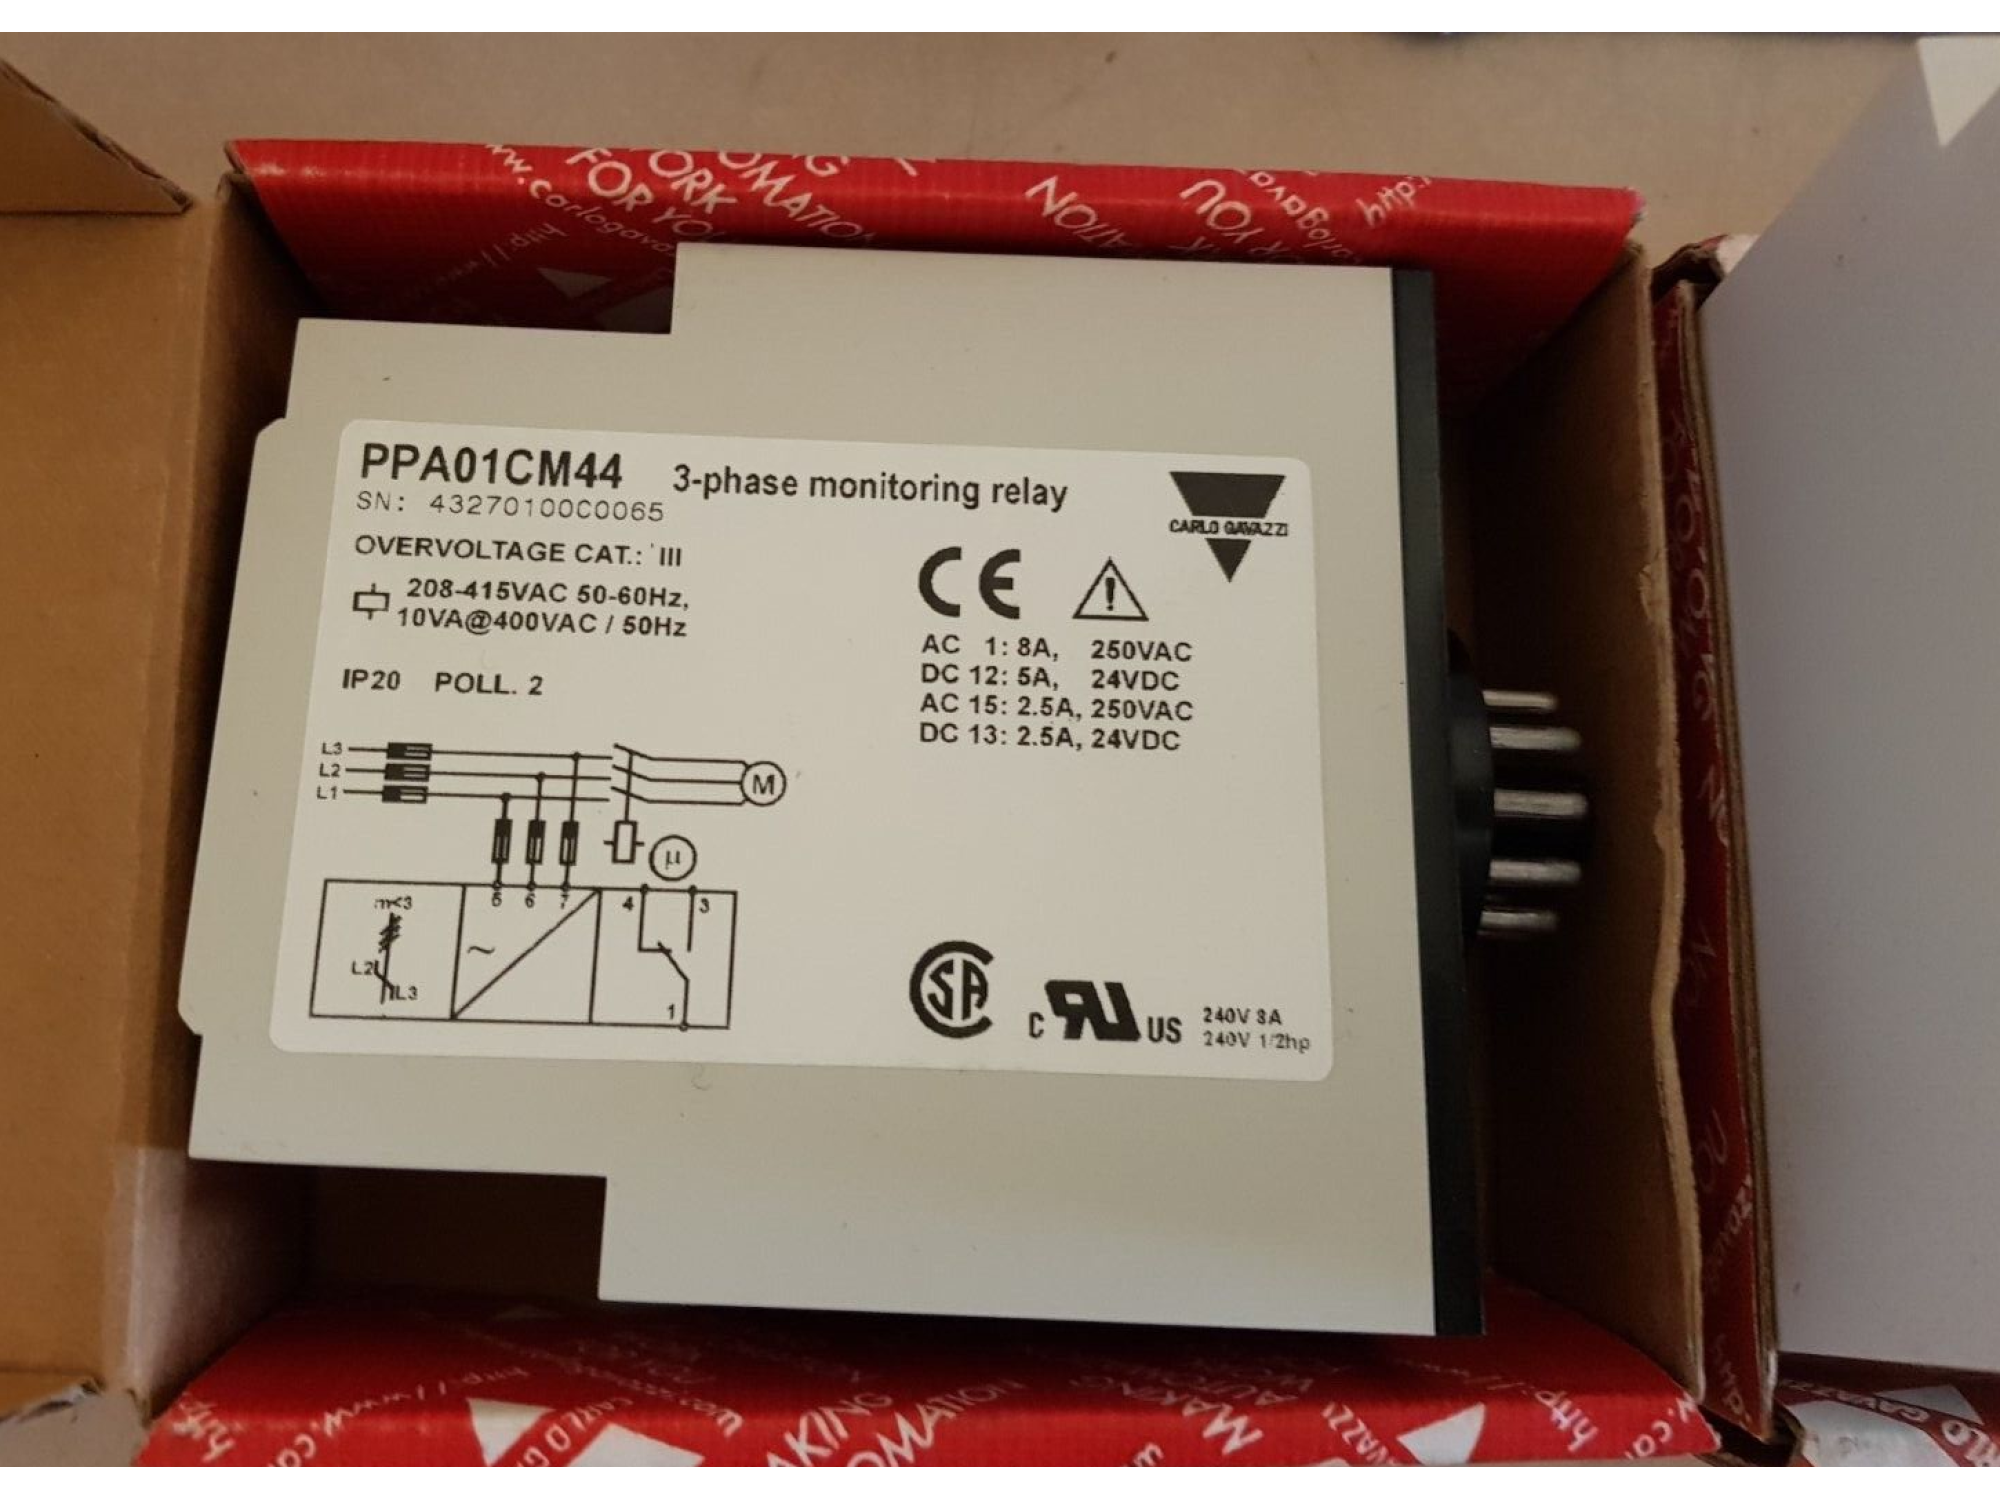 FOR YOU
PPA01CM44 3-phase monitoring relay
SN: 43270100C0065
CARLO GAVAZZI
OVERVOLTAGE CAT.: III
208-415VAC 50-60Hz,
10VA@400VAC / 50Hz
CE
IP20 POLL. 2
AC 1: 8A, 250VAC
DC 12: 5A, 24VDC
AC 15: 2.5A, 250VAC
DC 13: 2.5A, 24VDC
L3
L2
L1
M
µ
m<3
5 6 7
4 3
~
L2
L3
1
SA
C RU US
240V 8A
240V 1/2hp
MAKING